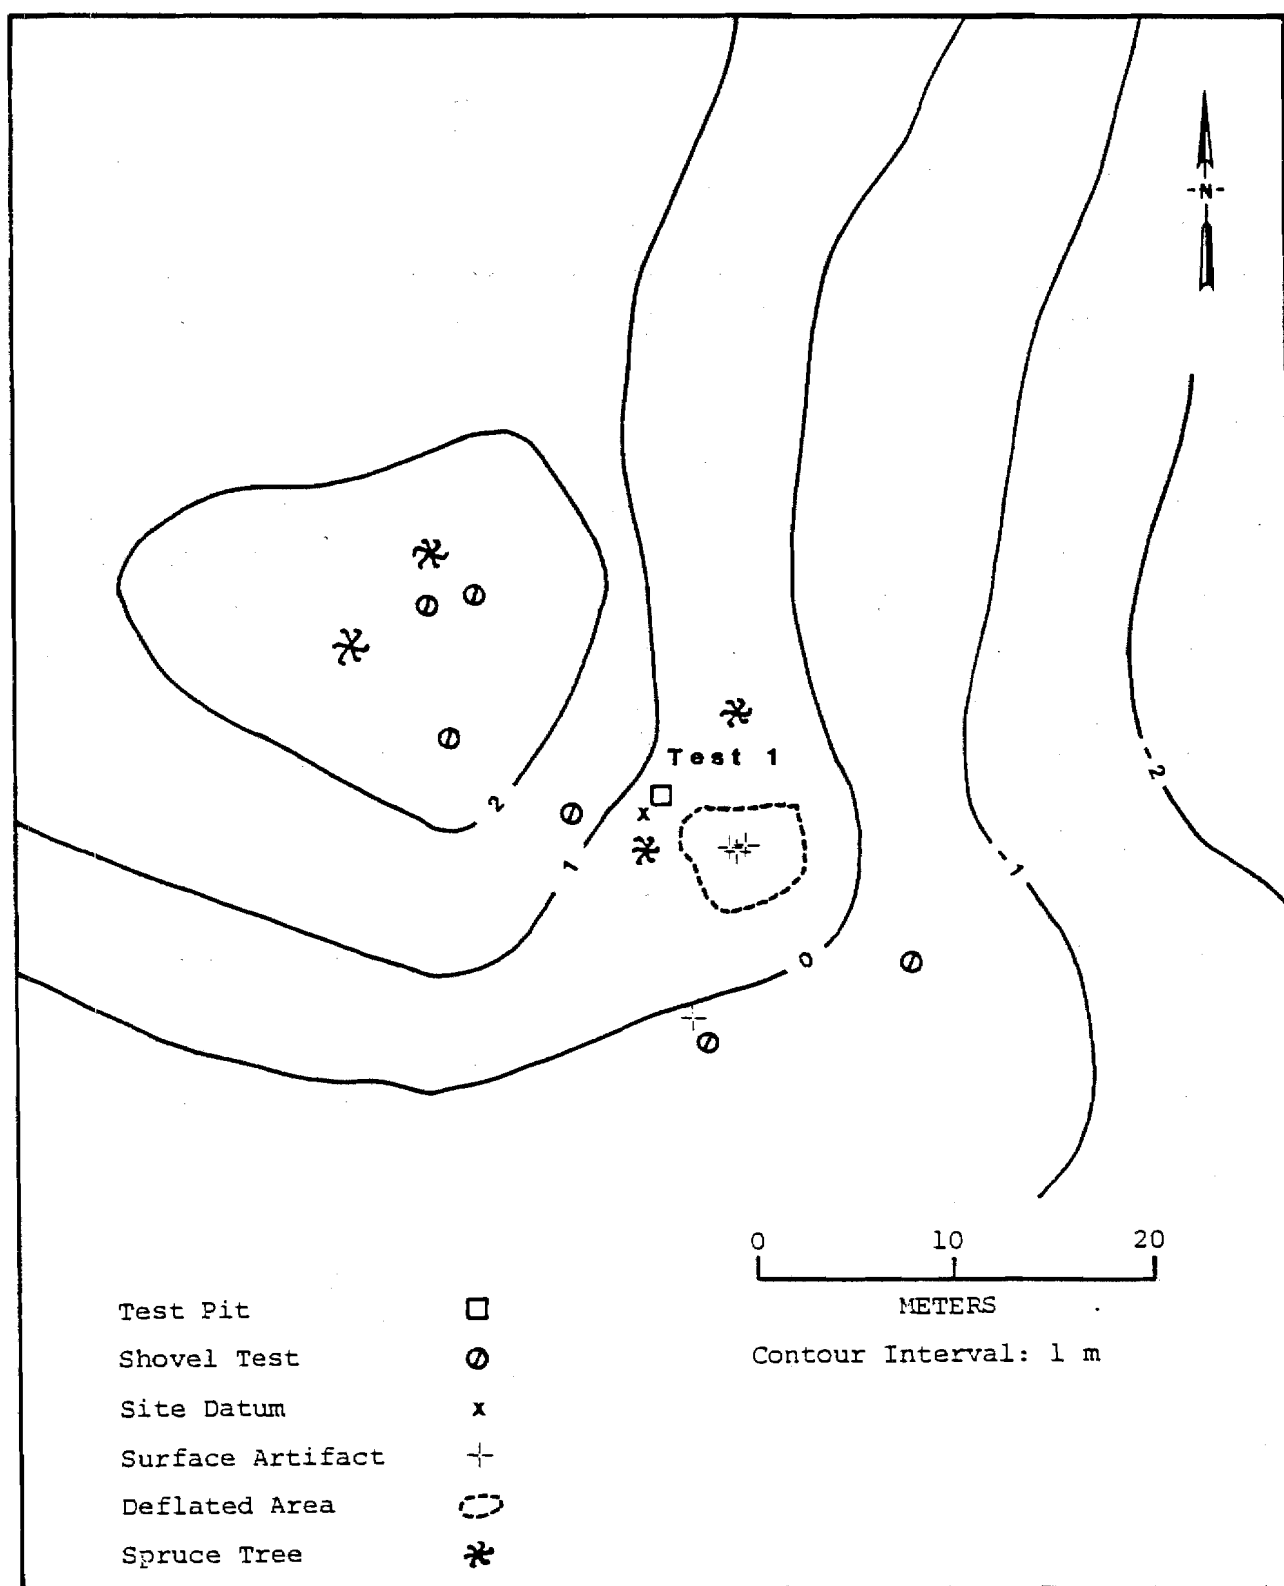 -N-
Test 1
2
1
0
-1
-2
0 10 20
METERS
Contour Interval: 1 m
Test Pit
Shovel Test
Site Datum x
Surface Artifact
Deflated Area
Spruce Tree